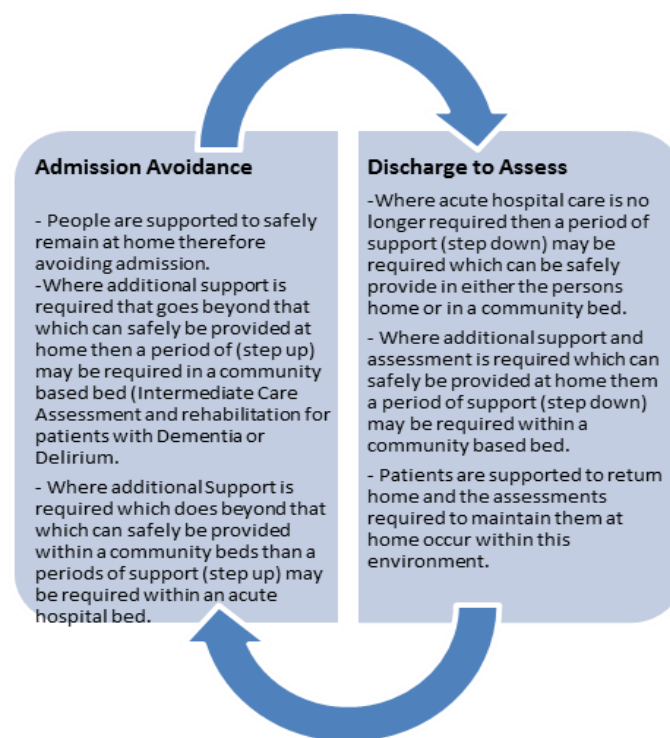 Admission Avoidance
- People are supported to safely
remain at home therefore
avoiding admission.
-Where additional support is
required that goes beyond that
which can safely be provided at
home then a period of (step up)
may be required in a community
based bed (Intermediate Care
Assessment and rehabilitation for
patients with Dementia or
Delirium.
- Where additional Support is
required which does beyond that
which can safely be provided
within a community beds than a
periods of support (step up) may
be required within an acute
hospital bed.
Discharge to Assess
-Where acute hospital care is no
longer required then a period of
support (step down) may be
required which can be safely
provide in either the persons
home or in a community bed.
- Where additional support and
assessment is required which can
safely be provided at home them
a period of support (step down)
may be required within a
community based bed.
- Patients are supported to return
home and the assessments
required to maintain them at
home occur within this
environment.